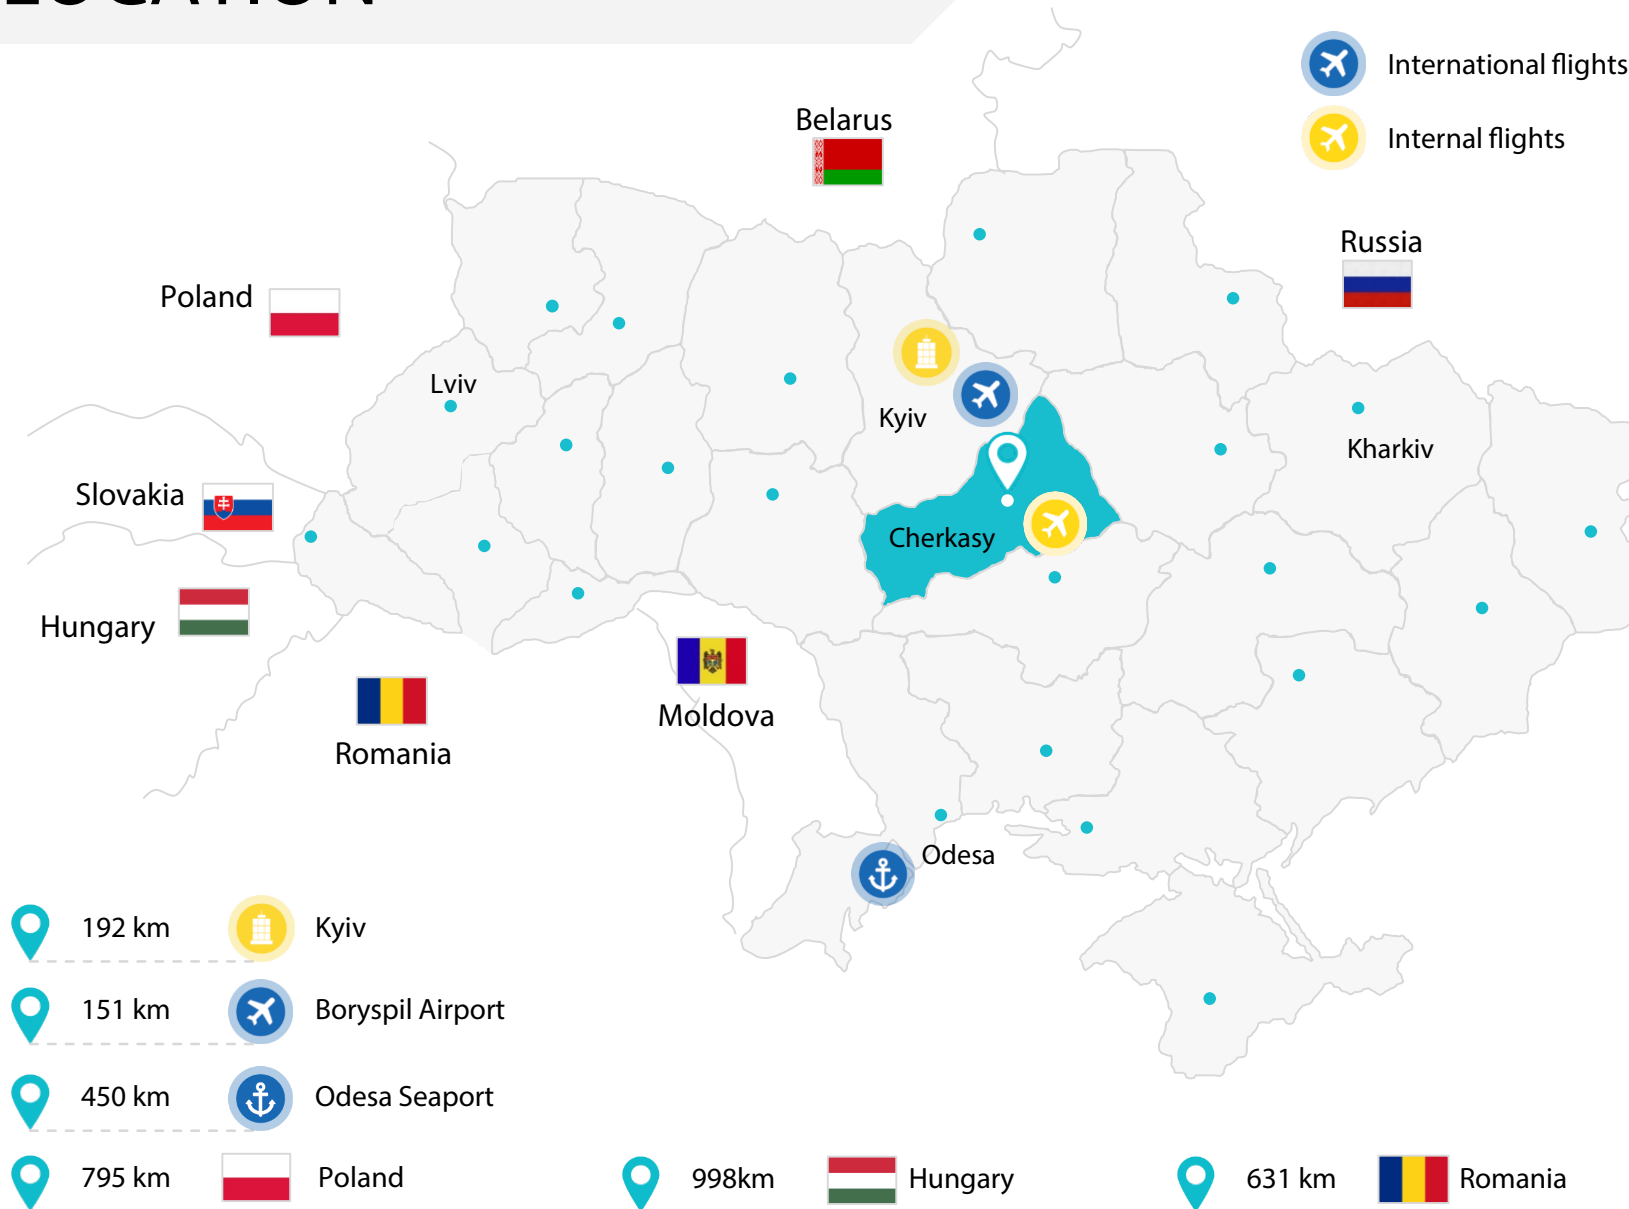 LOCATION
International flights
Internal flights
Belarus
Russia
Poland
Lviv
Kyiv
Kharkiv
Slovakia
Cherkasy
Hungary
Moldova
Romania
Odesa
192 km Kyiv
151 km Boryspil Airport
450 km Odesa Seaport
795 km Poland
998km Hungary
631 km Romania